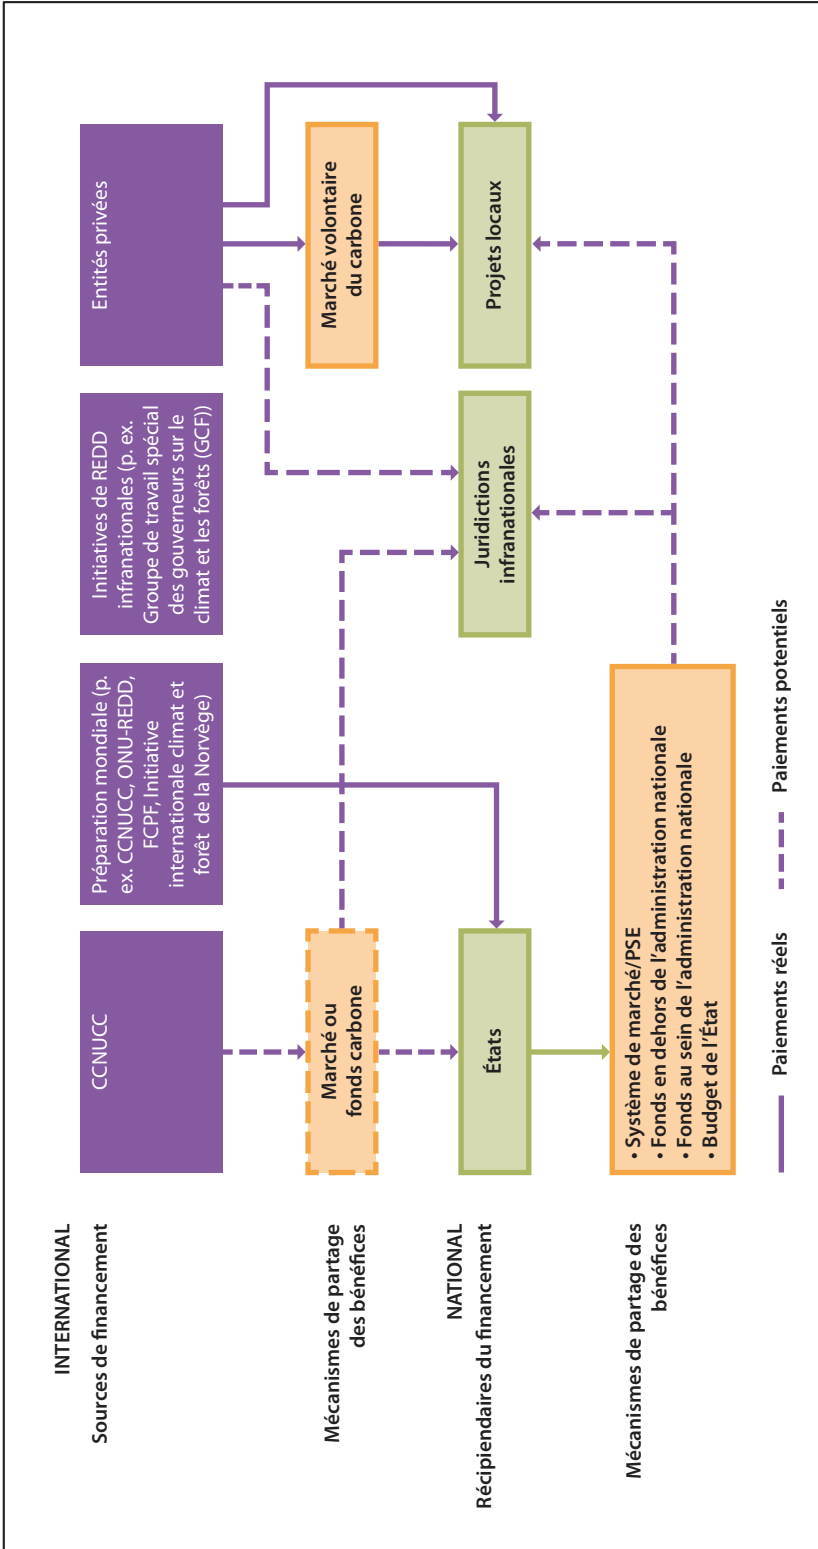 INTERNATIONAL
Sources de financement
CCNUCC
Préparation mondiale (p.
ex. CCNUCC, ONU-REDD,
FCPF, Initiative
internationale climat et
forêt de la Norvège)
Initiatives de REDD
infranationales (p. ex.
Groupe de travail spécial
des gouverneurs sur le
climat et les forêts (GCF))
Entités privées
Mécanismes de partage
des bénéfices
Marché ou
fonds carbone
Marché volontaire
du carbone
NATIONAL
Récipiendaires du financement
États
Juridictions
infranationales
Projets locaux
Mécanismes de partage des
bénéfices
• Système de marché/PSE
• Fonds en dehors de l’administration nationale
• Fonds au sein de l’administration nationale
• Budget de l’État
Paiements réels
Paiements potentiels